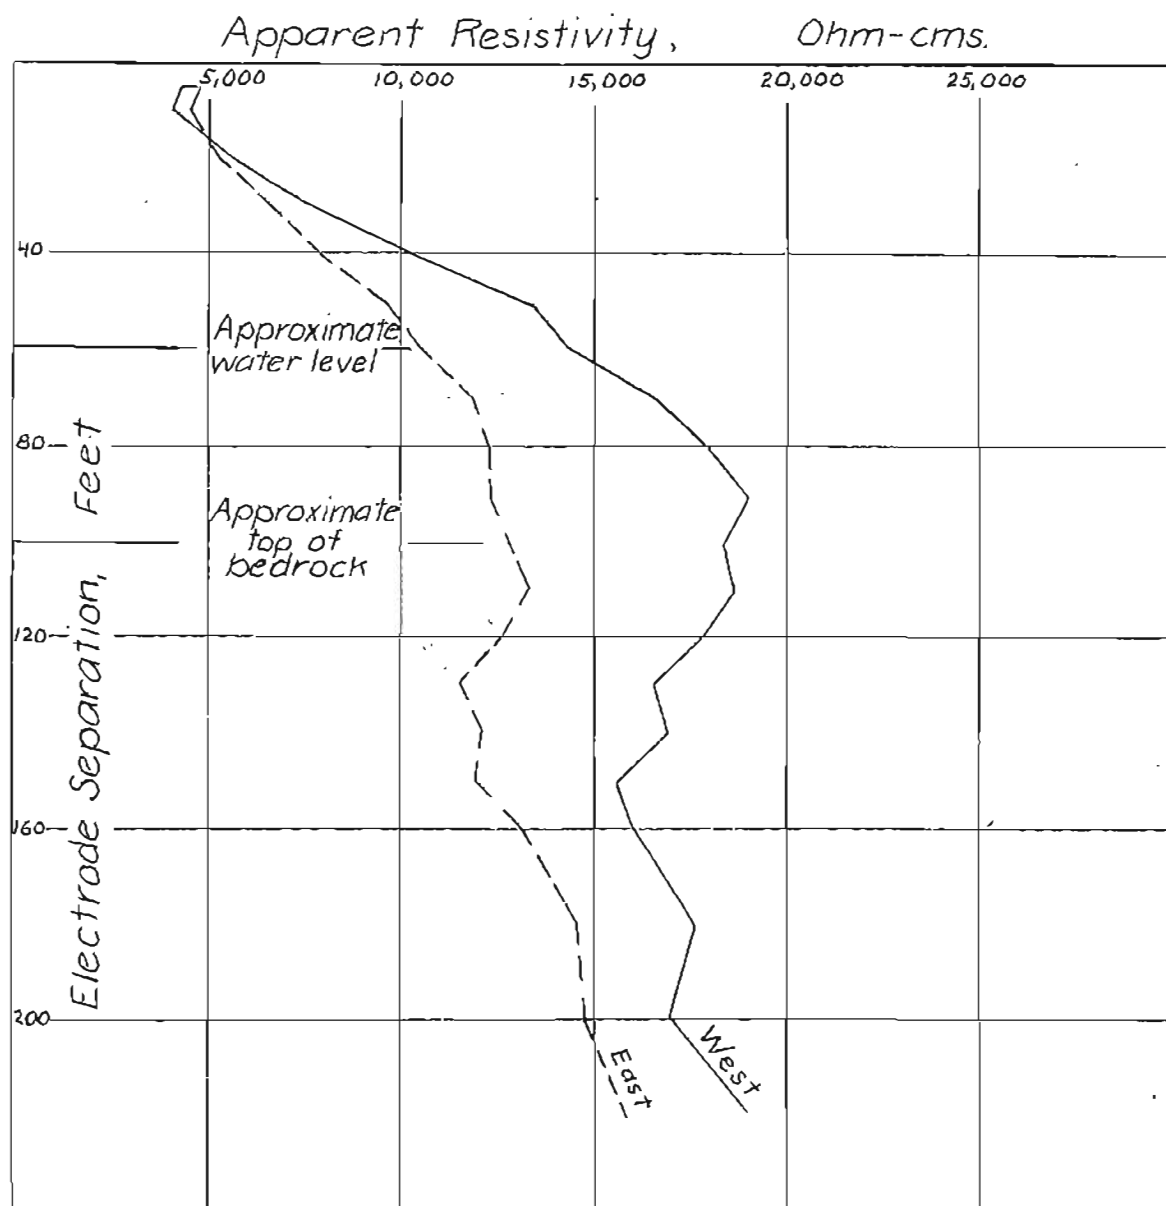 Apparent Resistivity, Ohm-cms.
5,000 10,000 15,000 20,000 25,000
40
Approximate
water level
80
Approximate
top of
bedrock
120
160
200
Electrode Separation, Feet
East
West